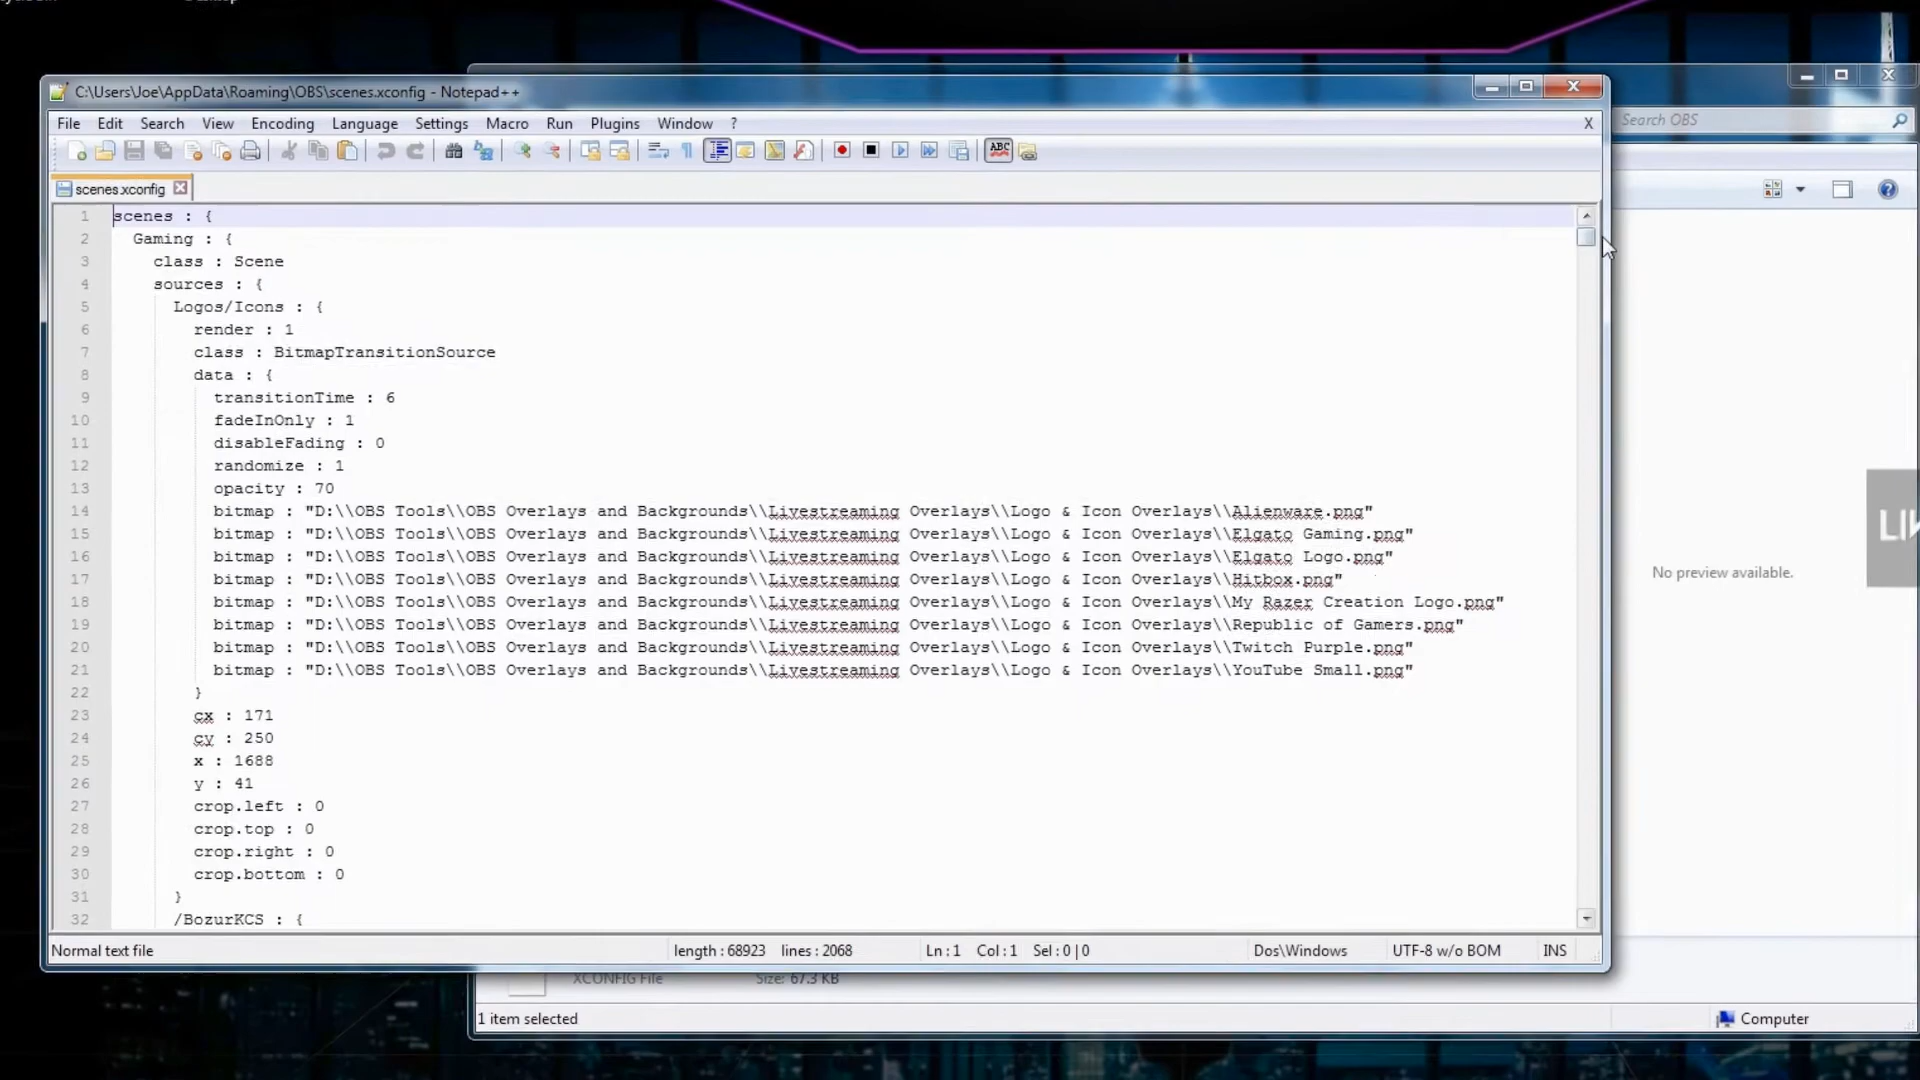 C:\Users\Joe\AppData\Roaming\OBS\scenes.xconfig - Notepad++
File Edit Search View Encoding Language Settings Macro Run Plugins Window ? X
Search OBS
ABC
scenes.xconfig
1 scenes : {
2 Gaming : {
3 class : Scene
4 sources : {
5 Logos/Icons : {
6 render : 1
7 class : BitmapTransitionSource
8 data : {
9 transitionTime : 6
10 fadeInOnly : 1
11 disableFading : 0
12 randomize : 1
13 opacity : 70
14 bitmap : "D:\\OBS Tools\\OBS Overlays and Backgrounds\\Livestreaming Overlays\\Logo & Icon Overlays\\Alienware.png"
15 bitmap : "D:\\OBS Tools\\OBS Overlays and Backgrounds\\Livestreaming Overlays\\Logo & Icon Overlays\\Elgato Gaming.png"
16 bitmap : "D:\\OBS Tools\\OBS Overlays and Backgrounds\\Livestreaming Overlays\\Logo & Icon Overlays\\Elgato Logo.png"
17 bitmap : "D:\\OBS Tools\\OBS Overlays and Backgrounds\\Livestreaming Overlays\\Logo & Icon Overlays\\Hitbox.png"
18 bitmap : "D:\\OBS Tools\\OBS Overlays and Backgrounds\\Livestreaming Overlays\\Logo & Icon Overlays\\My Razer Creation Logo.png"
19 bitmap : "D:\\OBS Tools\\OBS Overlays and Backgrounds\\Livestreaming Overlays\\Logo & Icon Overlays\\Republic of Gamers.png"
20 bitmap : "D:\\OBS Tools\\OBS Overlays and Backgrounds\\Livestreaming Overlays\\Logo & Icon Overlays\\Twitch Purple.png"
21 bitmap : "D:\\OBS Tools\\OBS Overlays and Backgrounds\\Livestreaming Overlays\\Logo & Icon Overlays\\YouTube Small.png"
22 }
23 cx : 171
24 cy : 250
25 x : 1688
26 y : 41
27 crop.left : 0
28 crop.top : 0
29 crop.right : 0
30 crop.bottom : 0
31 }
32 /BozurKCS : {
No preview available.
Normal text file length : 68923 lines : 2068 Ln : 1 Col : 1 Sel : 0 | 0 Dos\Windows UTF-8 w/o BOM INS
XCONFIG File Size: 67.3 KB
1 item selected Computer